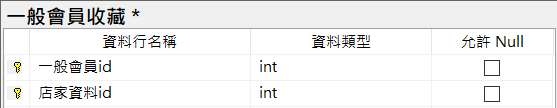 一般會員收藏 *
資料行名稱 資料類型 允許 Null
一般會員id int
店家資料id int